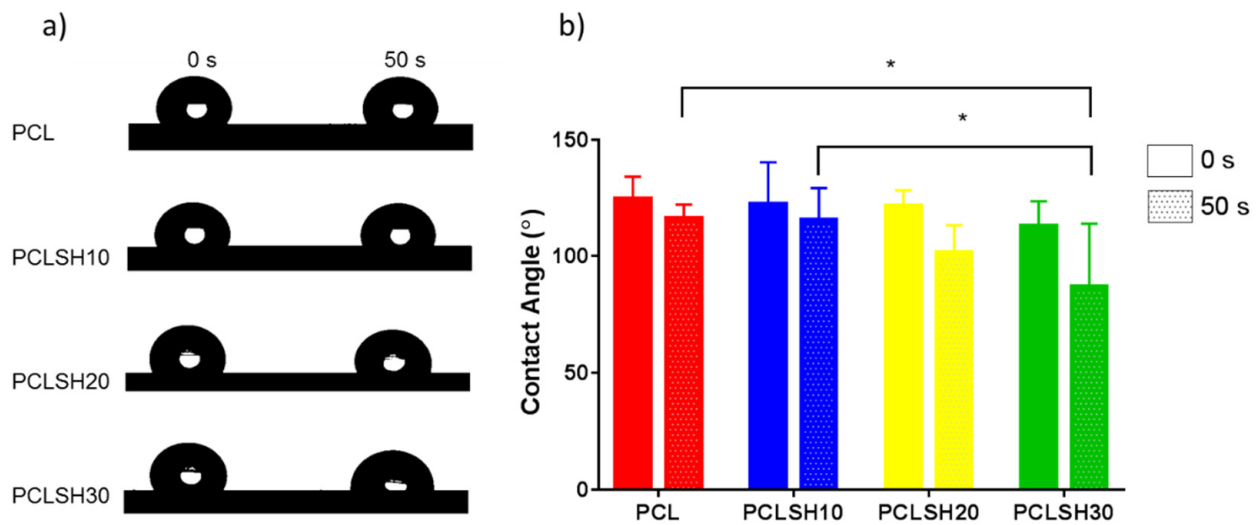 a)
0 s 50 s
PCL
PCLSH10
PCLSH20
PCLSH30
b)
*
*
150
100
50
0
Contact Angle (°)
PCL PCLSH10 PCLSH20 PCLSH30
0 s
50 s